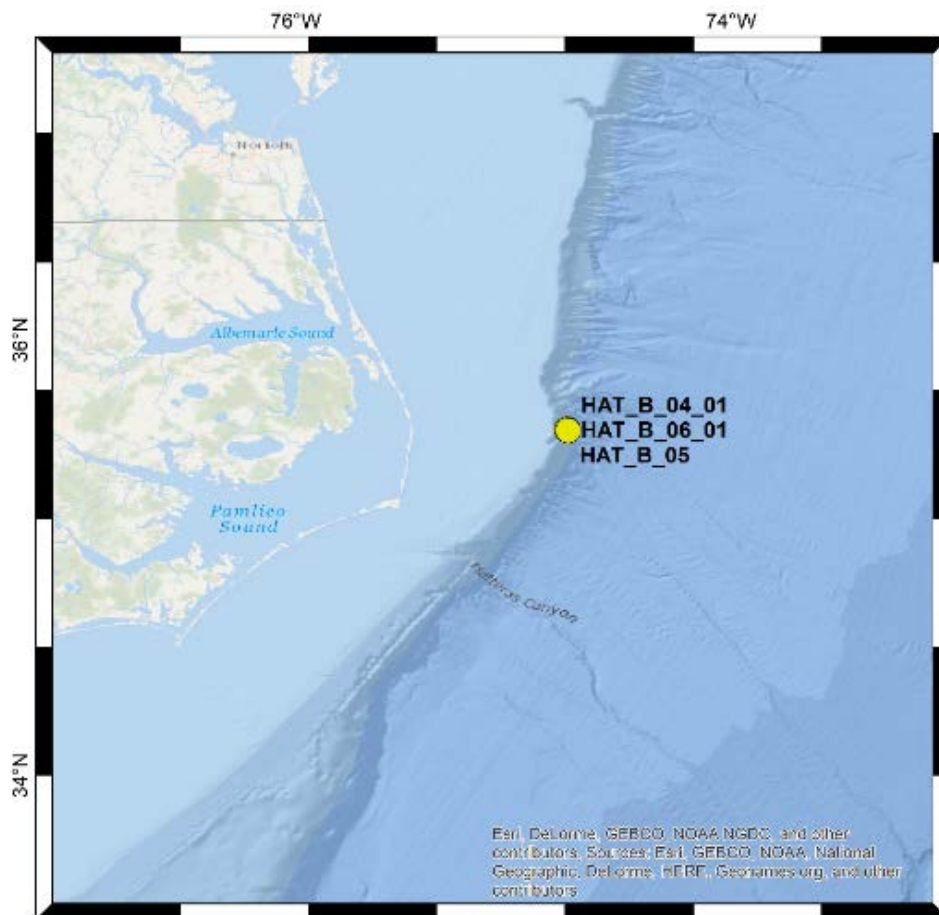 76°W
74°W
Norfolk
36°N
Albemarle Sound
HAT_B_04_01
HAT_B_06_01
HAT_B_05
Pamlico
Sound
Hatteras Canyon
34°N
Esri, DeLorme, GEBCO, NOAA NGDC, and other
contributors, Sources: Esri, GEBCO, NOAA, National
Geographic, DeLorme, HERE, Geonames.org, and other
contributors